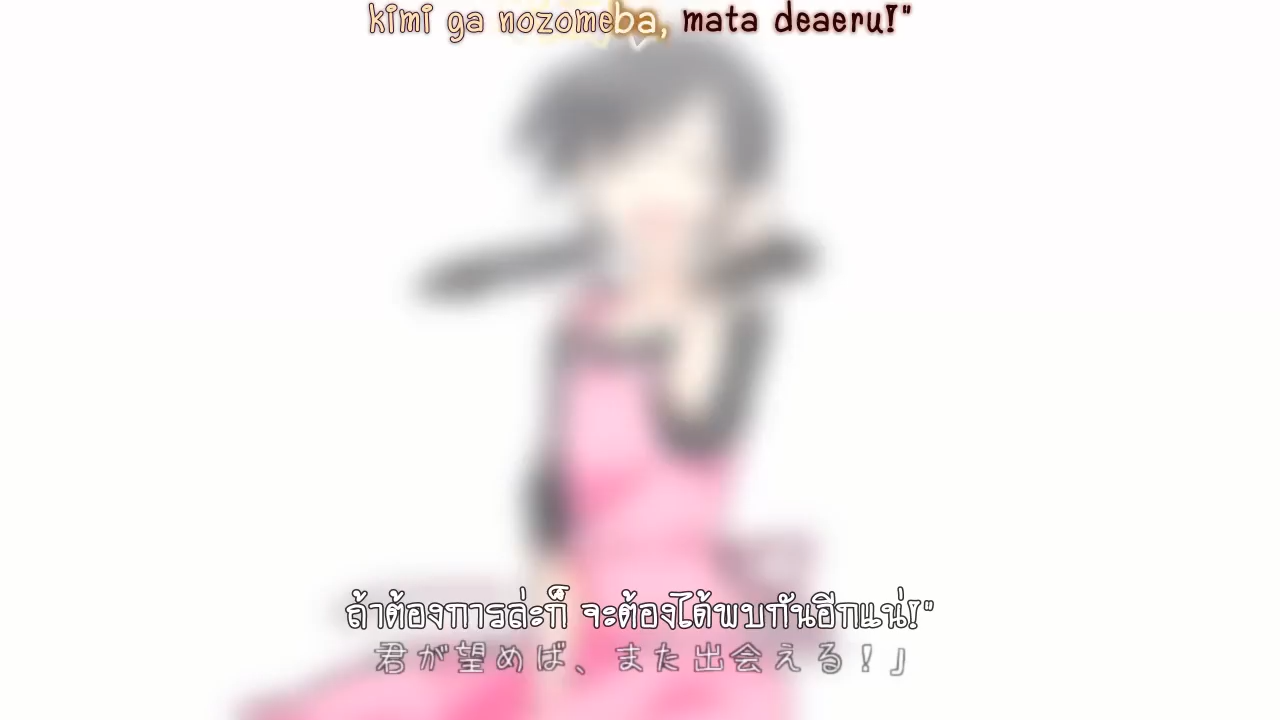 kimi ga nozomeba, mata deaeru!"
ถ้าต้องการล่ะก็ จะต้องได้พบกันอีกแน่!"
君が望めば、また出会える！」